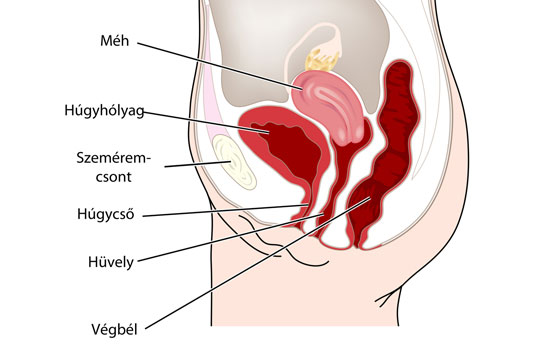 Méh
Húgyhólyag
Szemérem-
csont
Húgycső
Hüvely
Végbél